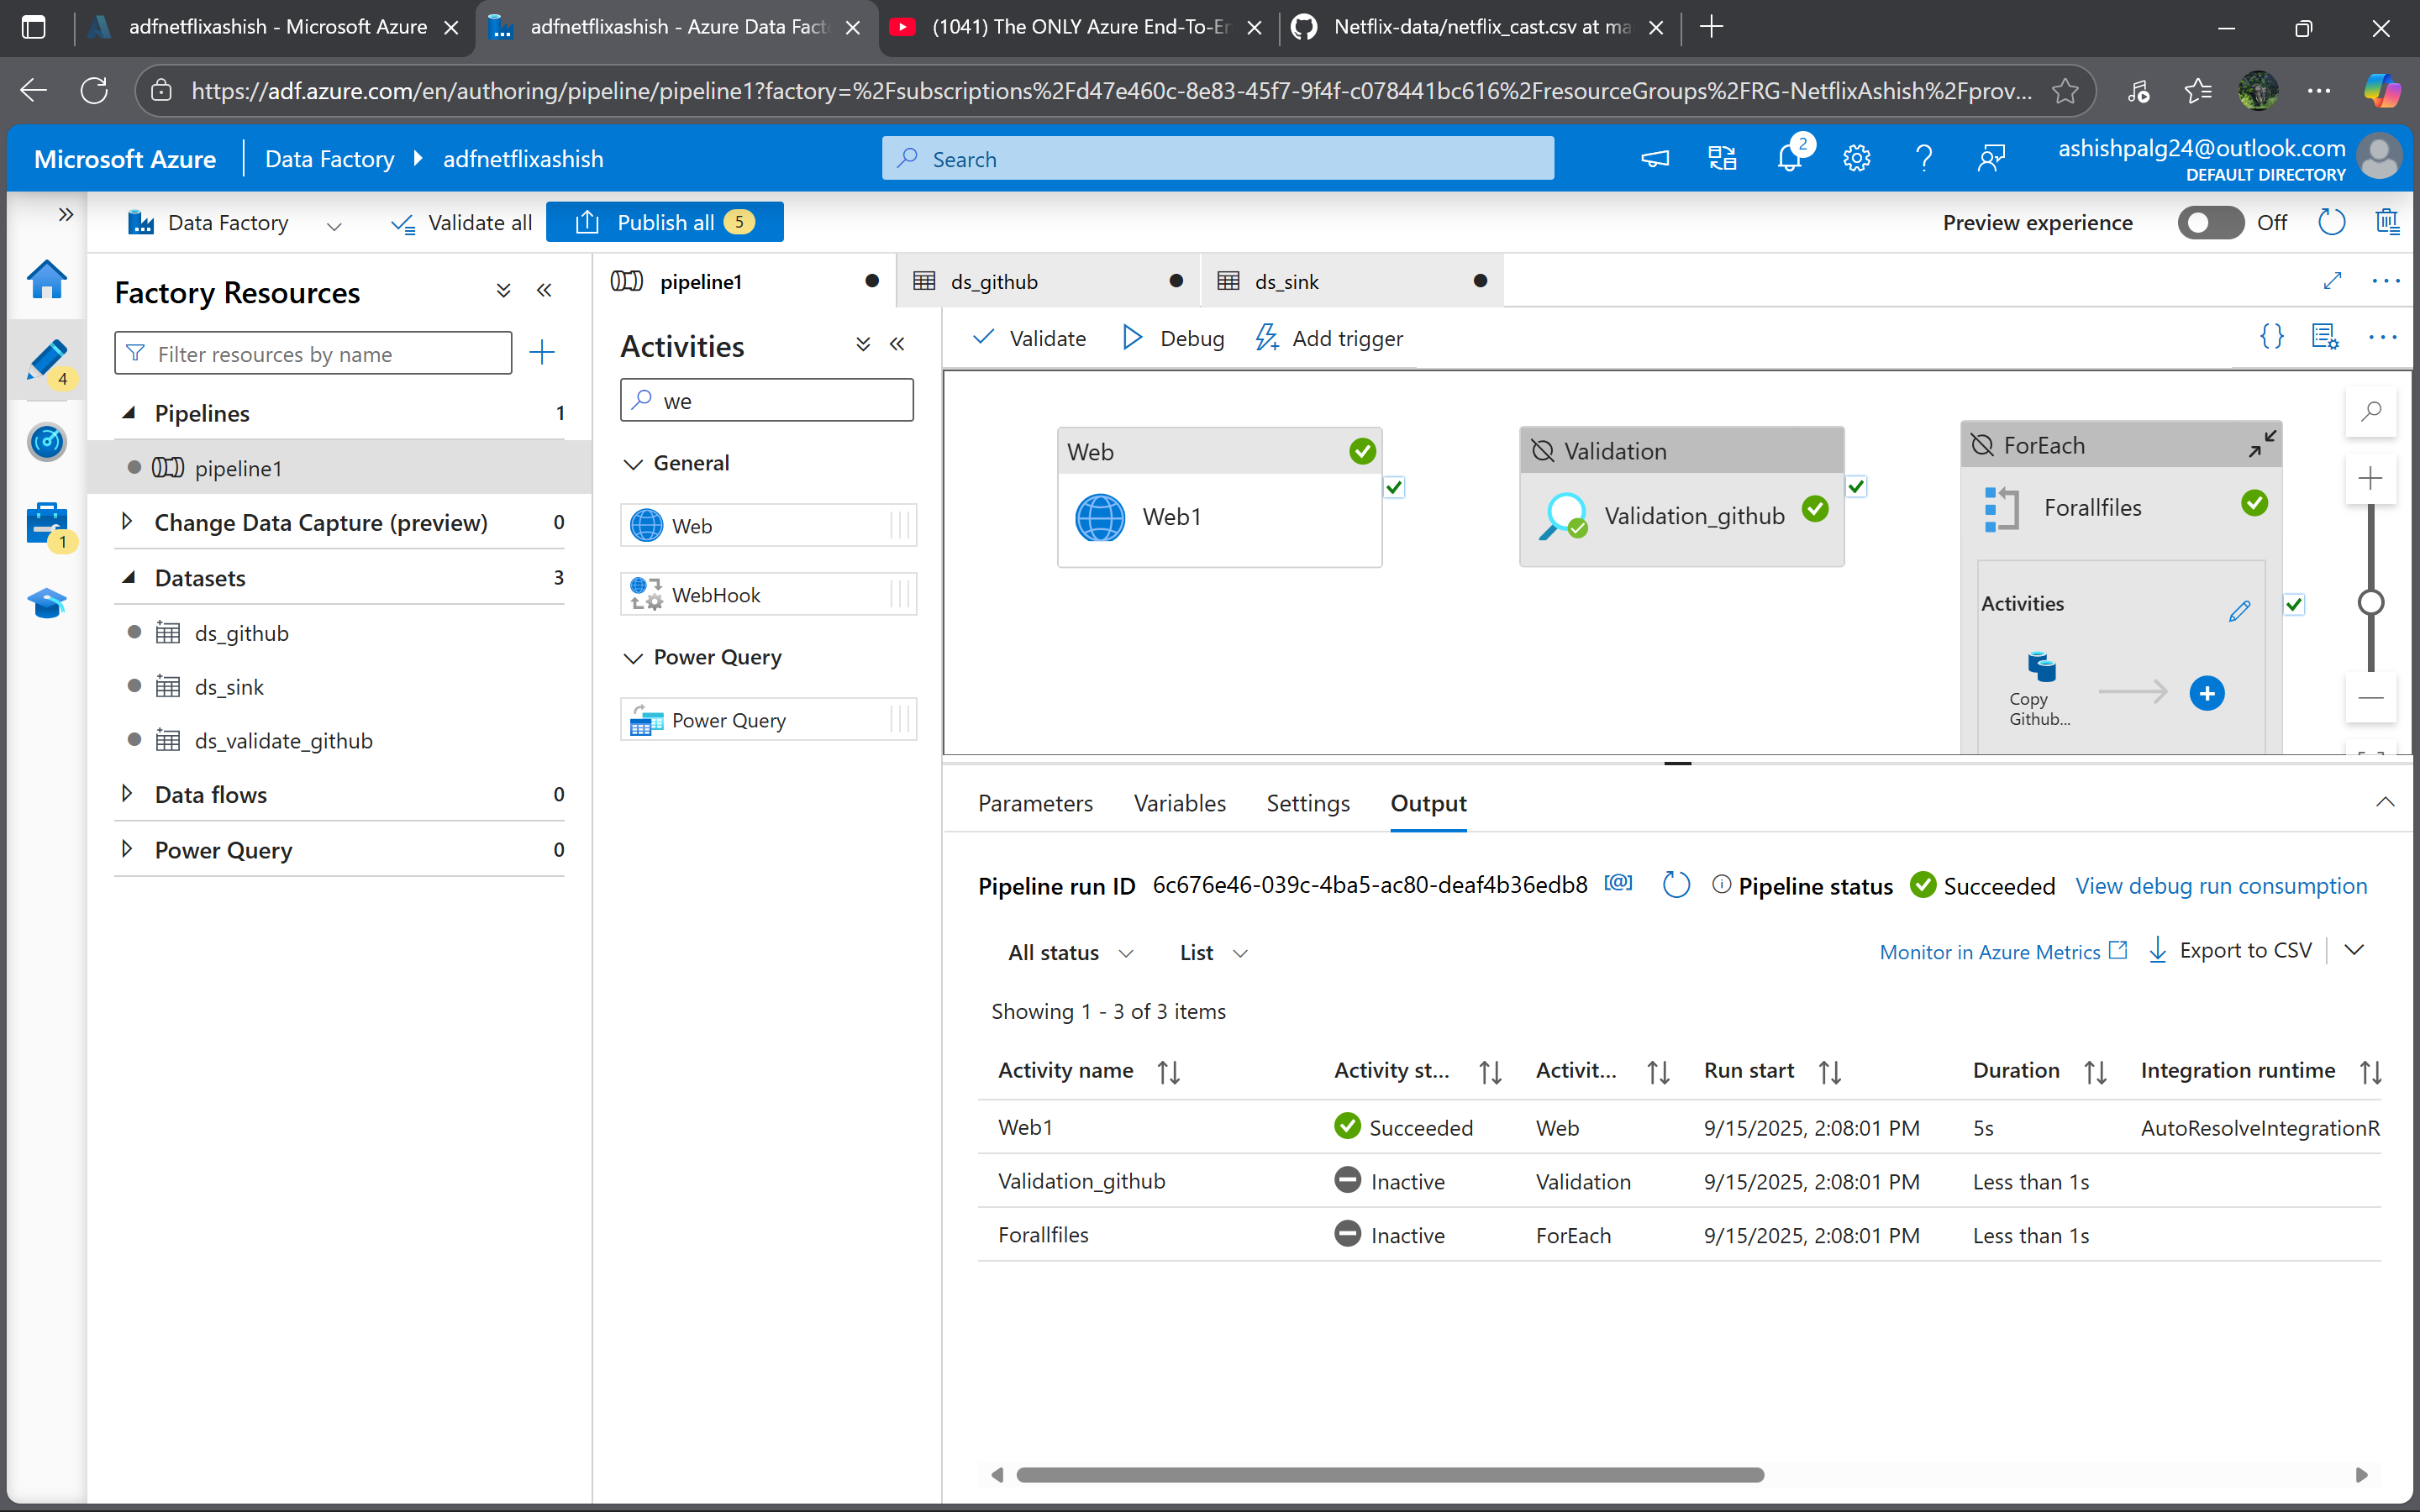 adfnetflixashish - Microsoft Azure
adfnetflixashish - Azure Data Fact
(1041) The ONLY Azure End-To-En
Netflix-data/netflix_cast.csv at ma
https://adf.azure.com/en/authoring/pipeline/pipeline1?factory=%2Fsubscriptions%2Fd47e460c-8e83-45f7-9f4f-c078441bc616%2FresourceGroups%2FRG-NetflixAshish%2Fprov...
Microsoft Azure
Data Factory
adfnetflixashish
Search
2
ashishpalg24@outlook.com
DEFAULT DIRECTORY
Data Factory
Validate all
Publish all 5
Preview experience
Off
4
1
Factory Resources
Filter resources by name
Pipelines 1
pipeline1
Change Data Capture (preview) 0
Datasets 3
ds_github
ds_sink
ds_validate_github
Data flows 0
Power Query 0
pipeline1
ds_github
ds_sink
Activities
we
General
Web
WebHook
Power Query
Power Query
Validate
Debug
Add trigger
Web
Web1
Validation
Validation_github
ForEach
Forallfiles
Activities
Copy
Github...
Parameters
Variables
Settings
Output
Pipeline run ID 6c676e46-039c-4ba5-ac80-deaf4b36edb8
Pipeline status
Succeeded
View debug run consumption
All status
List
Monitor in Azure Metrics
Export to CSV
Showing 1 - 3 of 3 items
Activity name Activity st... Activit... Run start Duration Integration runtime
Web1 Succeeded Web 9/15/2025, 2:08:01 PM 5s AutoResolveIntegrationR
Validation_github Inactive Validation 9/15/2025, 2:08:01 PM Less than 1s
Forallfiles Inactive ForEach 9/15/2025, 2:08:01 PM Less than 1s